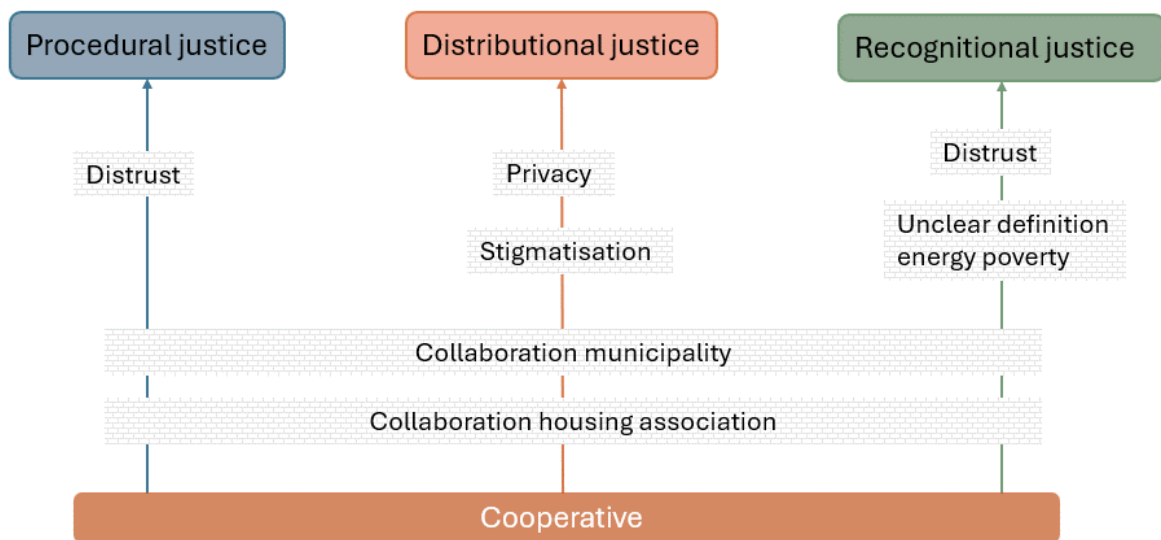 Procedural justice
Distributional justice
Recognitional justice
Distrust
Privacy
Distrust
Stigmatisation
Unclear definition
energy poverty
Collaboration municipality
Collaboration housing association
Cooperative